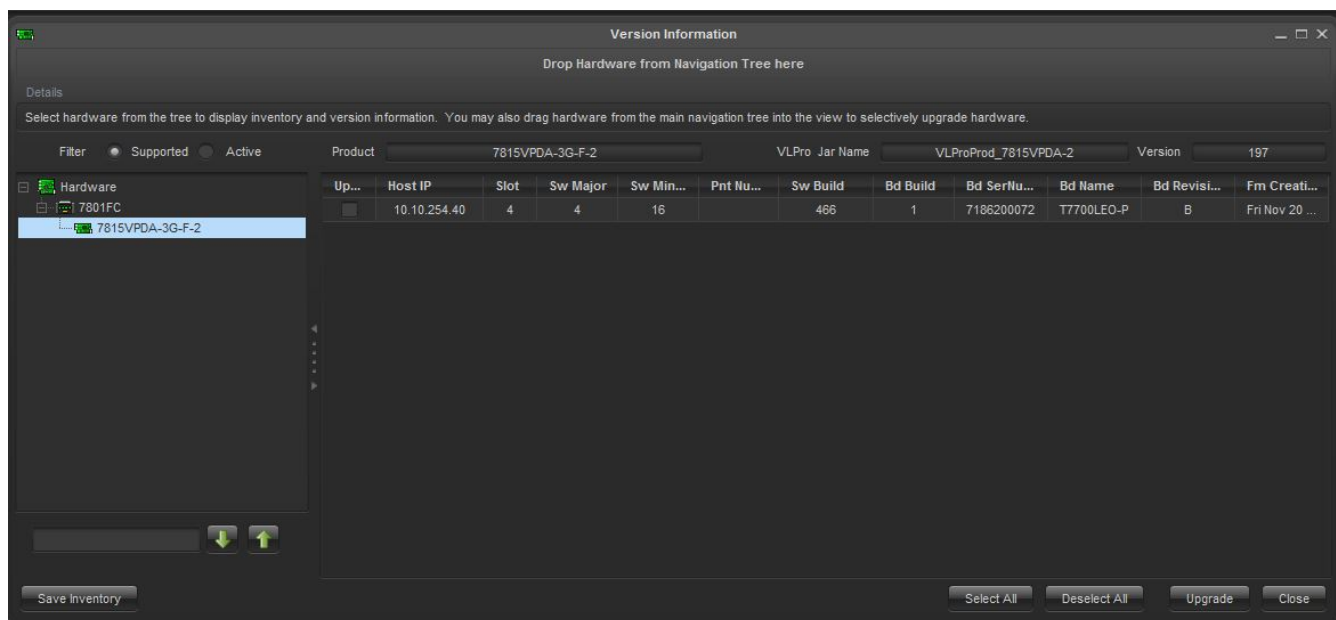 Version Information
Drop Hardware from Navigation Tree here
Details
Select hardware from the tree to display inventory and version information. You may also drag hardware from the main navigation tree into the view to selectively upgrade hardware.
Filter Supported Active Product 7815VPDA-3G-F-2 VLPro Jar Name VLProProd_7815VPDA-2 Version 197
Hardware
7801FC
7815VPDA-3G-F-2
Up... Host IP Slot Sw Major Sw Min... Pnt Nu... Sw Build Bd Build Bd SerNu... Bd Name Bd Revisi... Fm Creati...
10.10.254.40 4 4 16 466 1 7186200072 T7700LEO-P B Fri Nov 20 ...
Save Inventory Select All Deselect All Upgrade Close